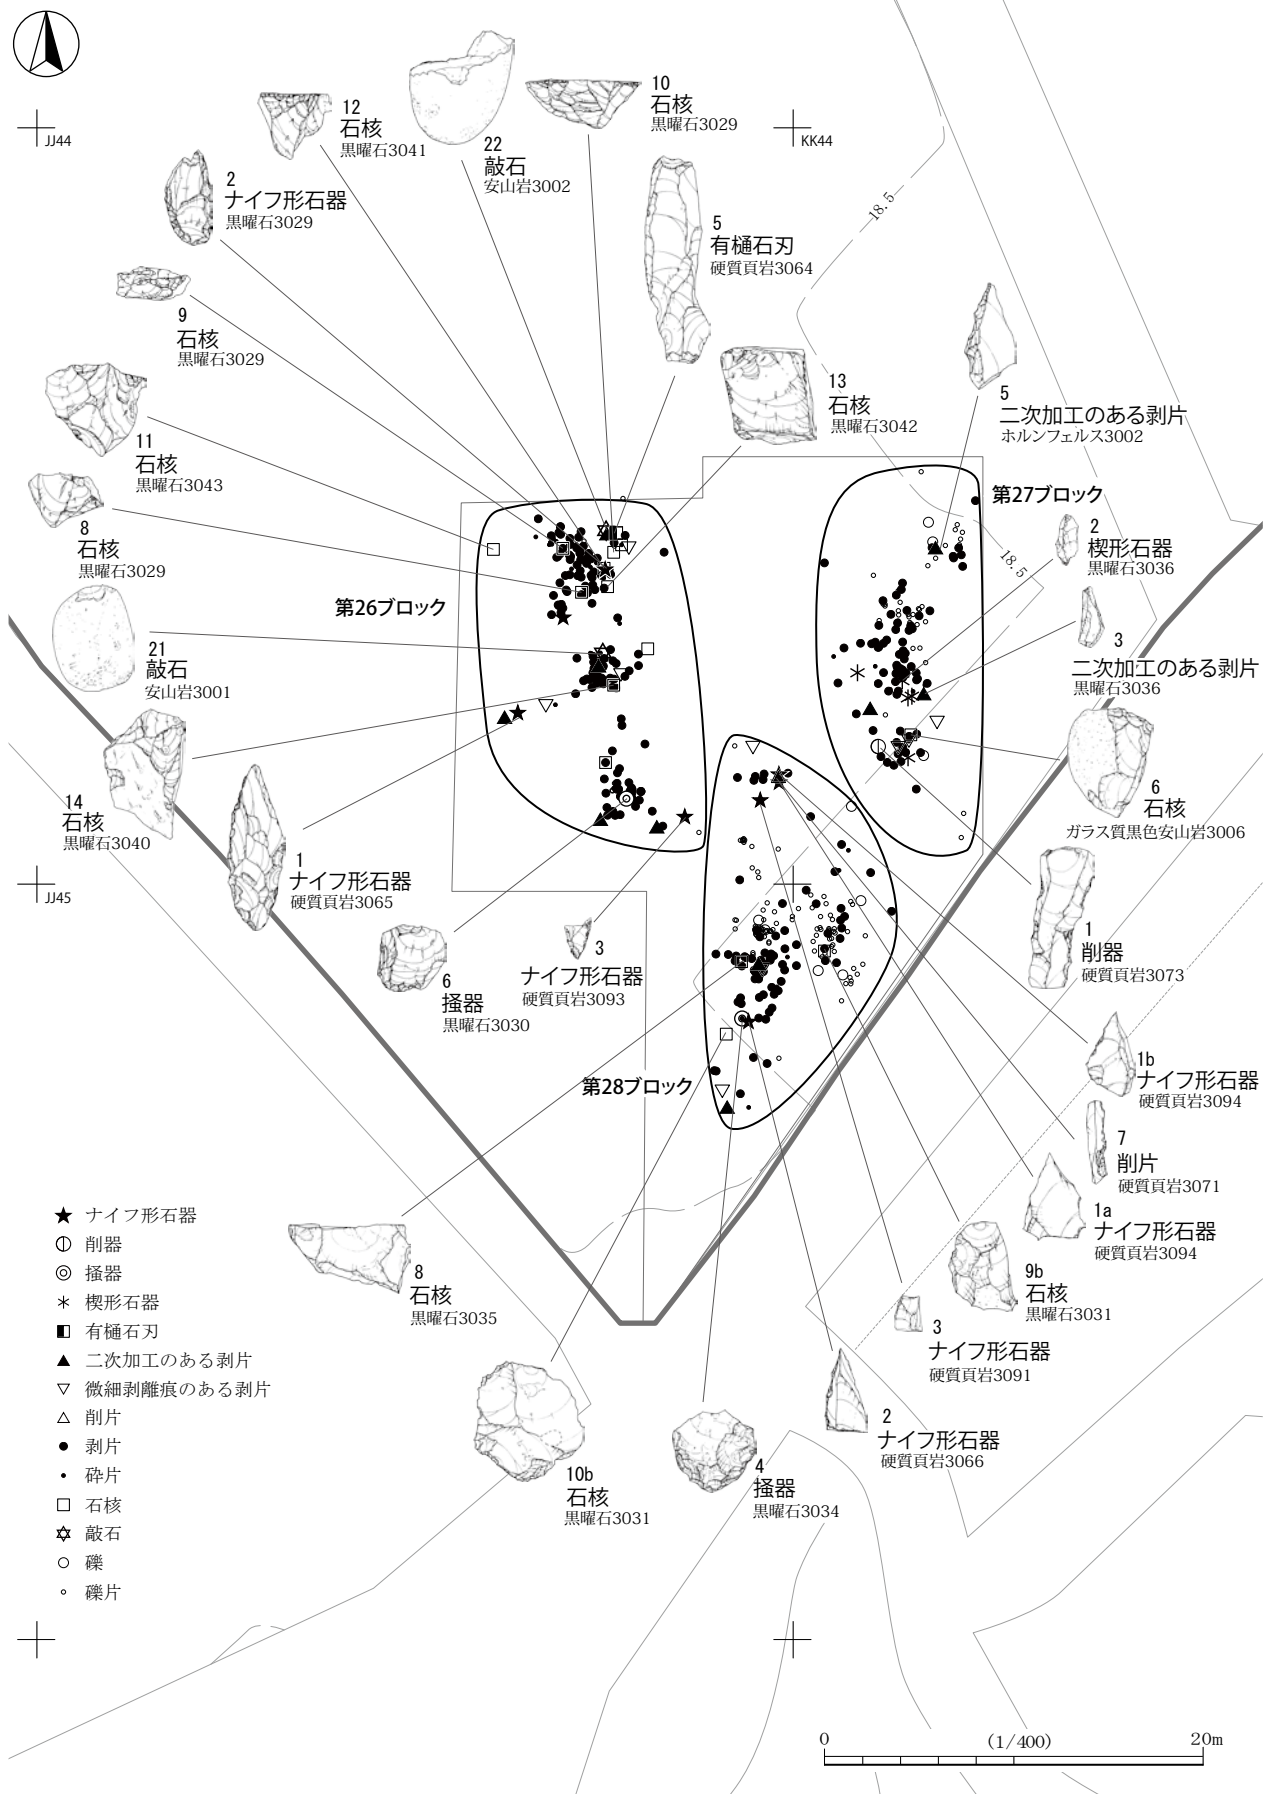 12
石核
黒曜石3041
22
敲石
安山岩3002
10
石核
黒曜石3029
JJ44
KK44
2
ナイフ形石器
黒曜石3029
5
有樋石刃
硬質頁岩3064
18.5
9
石核
黒曜石3029
13
石核
黒曜石3042
5
二次加工のある剥片
ホルンフェルス3002
11
石核
黒曜石3043
8
石核
黒曜石3029
第27ブロック
2
楔形石器
黒曜石3036
18.5
第26ブロック
21
敲石
安山岩3001
3
二次加工のある剥片
黒曜石3036
14
石核
黒曜石3040
6
石核
ガラス質黒色安山岩3006
JJ45
1
ナイフ形石器
硬質頁岩3065
6
掻器
黒曜石3030
3
ナイフ形石器
硬質頁岩3093
1
削器
硬質頁岩3073
第28ブロック
1b
ナイフ形石器
硬質頁岩3094
7
削片
硬質頁岩3071
1a
ナイフ形石器
硬質頁岩3094
8
石核
黒曜石3035
9b
石核
黒曜石3031
3
ナイフ形石器
硬質頁岩3091
2
ナイフ形石器
硬質頁岩3066
10b
石核
黒曜石3031
4
掻器
黒曜石3034
ナイフ形石器
削器
掻器
楔形石器
有樋石刃
二次加工のある剥片
微細剥離痕のある剥片
削片
剥片
砕片
石核
敲石
礫
礫片
0 (1/400) 20m